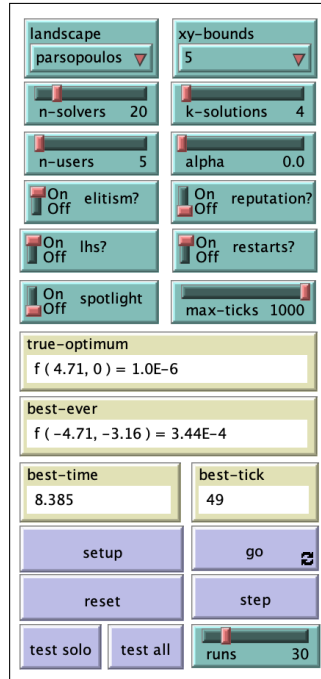 landscape xy-bounds
parsopoulos 5
n-solvers 20 k-solutions 4
n-users 5 alpha 0.0
On Off elitism? On Off reputation?
On Off lhs? On Off restarts?
On Off spotlight max-ticks 1000
true-optimum
f ( 4.71, 0 ) = 1.0E-6
best-ever
f ( -4.71, -3.16 ) = 3.44E-4
best-time best-tick
8.385 49
setup go
reset step
test solo test all runs 30